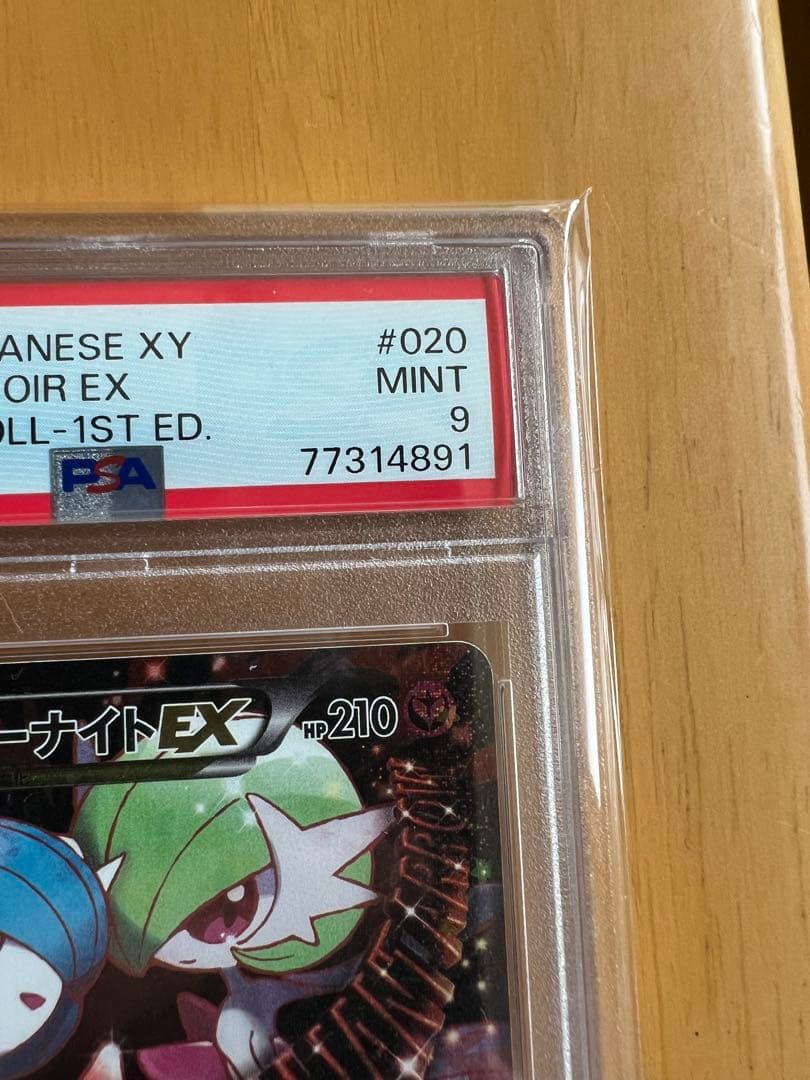 ANESE XY #020
OIR EX MINT
OLL-1ST ED. 9
PSA 77314891
ーナイトEX HP210